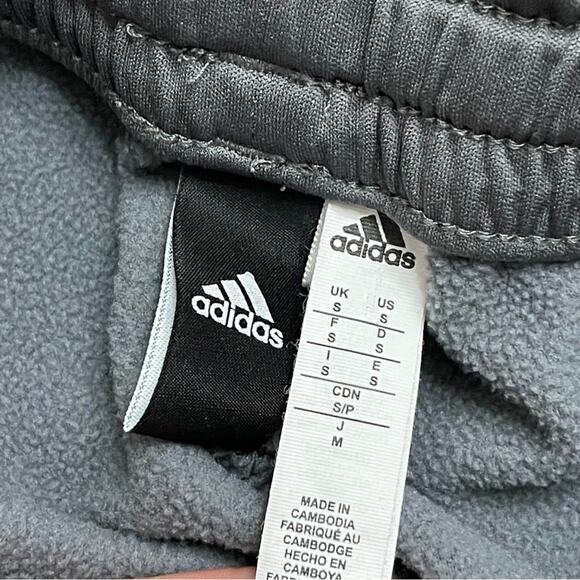 adidas
adidas
UK US
S S
F D
S S
I E
S S
CDN
S/P
J
M
MADE IN
CAMBODIA
FABRIQUÉ AU
CAMBODGE
HECHO EN
CAMBOYA